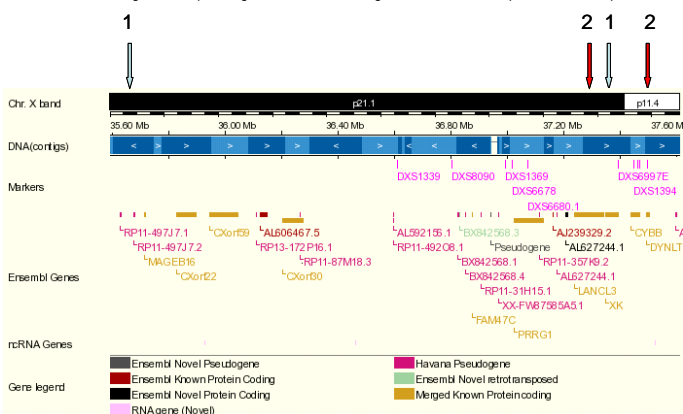 1 2 1 2
Chr. X band p21.1 p11.4
35.60 Mb 36.00 Mb 36.40 Mb 36.80 Mb 37.20 Mb 37.60 M
DNA(contigs) < > < > < > < > < > < > < >
Markers
DXS1339 DXS8090 DXS1369 DXS6997E
DXS6678 DXS1394
DXS6680.1
Ensembl Genes
RP11-497J7.1 CXorf59 AL606467.5 AL592156.1 BX842568.3 AJ239329.2 CYBB
RP11-497J7.2 RP13-172P16.1 RP11-492O8.1 Pseudogene AL627244.1 DYNLT
MAGEB16 RP11-87M18.3 BX842568.1 RP11-357K9.2
CXorf22 CXorf30 BX842568.4 AL627244.1
RP11-31H15.1 LANCL3
XX-FW87585A5.1 XK
FAM47C
PRRG1
ncRNA Genes
Gene legend
Ensembl Novel Pseudogene Havana Pseudogene
Ensembl Known Protein Coding Ensembl Novel retrotransposed
Ensembl Novel Protein Coding Merged Known Protein coding
RNA gene (Novel)